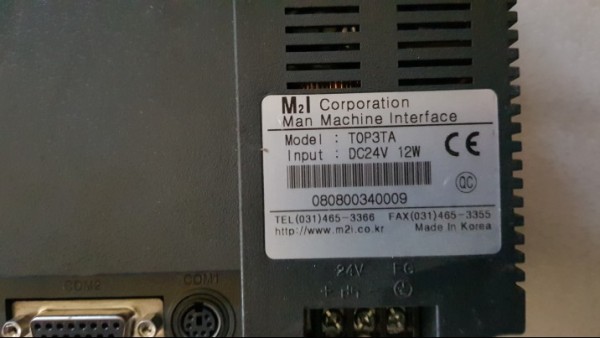 M2I Corporation
Man Machine Interface
Model : TOP3TA
Input : DC24V 12W
CE
QC
080800340009
TEL(031)465-3366 FAX(031)465-3355
http://www.m2i.co.kr Made In Korea
24V FG
COM2 COM1